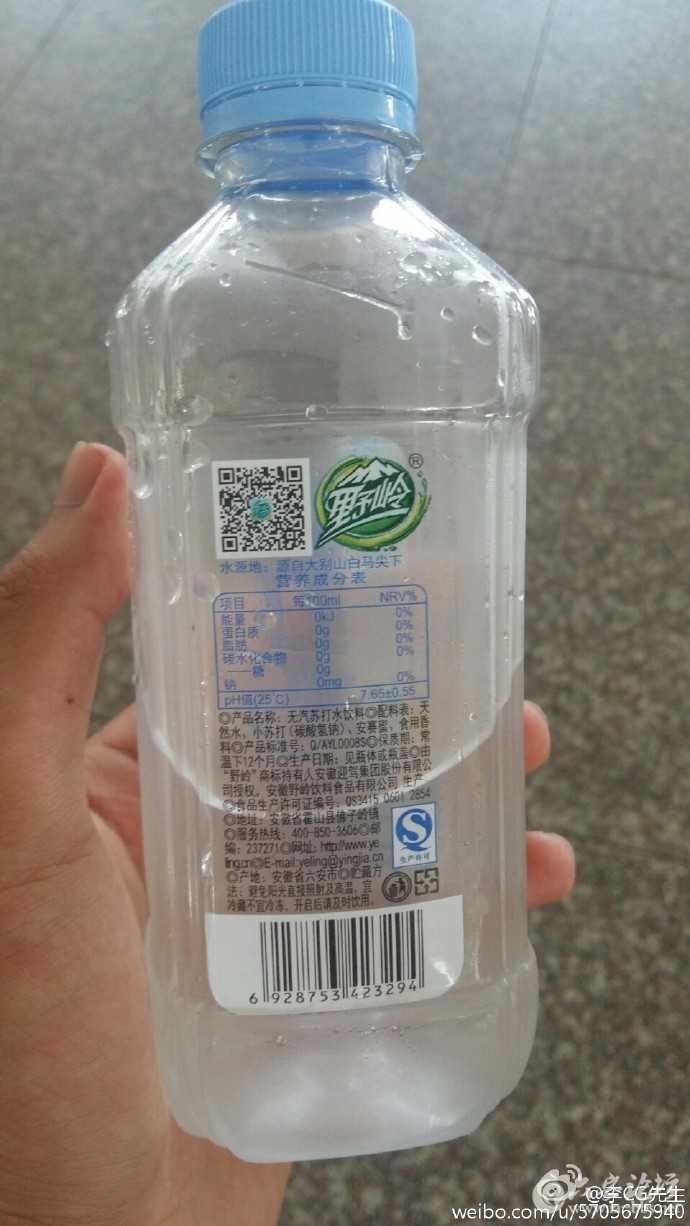 野岭®
水源地：源自大别山白马尖下
营养成分表
项目 每100ml NRV%
能量 0kJ 0%
蛋白质 0g 0%
脂肪 0g 0%
碳水化合物 0g 0%
——糖 0g
钠 0mg 0%
pH值(25℃) 7.65±0.55
◎产品名称：无汽苏打水饮料◎配料表：天
然水，小苏打（碳酸氢钠）、安赛蜜，食用香
料◎产品标准号：Q/AYL0008S◎保质期：常
温下12个月◎生产日期：见瓶体或瓶盖◎由
“野岭”商标持有人安徽迎驾集团股份有限公
司授权，安徽野岭饮料食品有限公司 生产
◎食品生产许可证编号：QS3415 0601 2854
◎地址：安徽省霍山县佛子岭镇
◎服务热线：400-850-3606◎邮
编：237271◎网址：http://www.ye
ling.cn◎E-mail:yeling@yingjia.cn
◎产地：安徽省六安市◎贮藏方
法：避免阳光直接照射及高温，宜
冷藏不宜冷冻，开启后请及时饮用。
生产许可
6 928753 423294
@李CG先生
weibo.com/u/5705675940